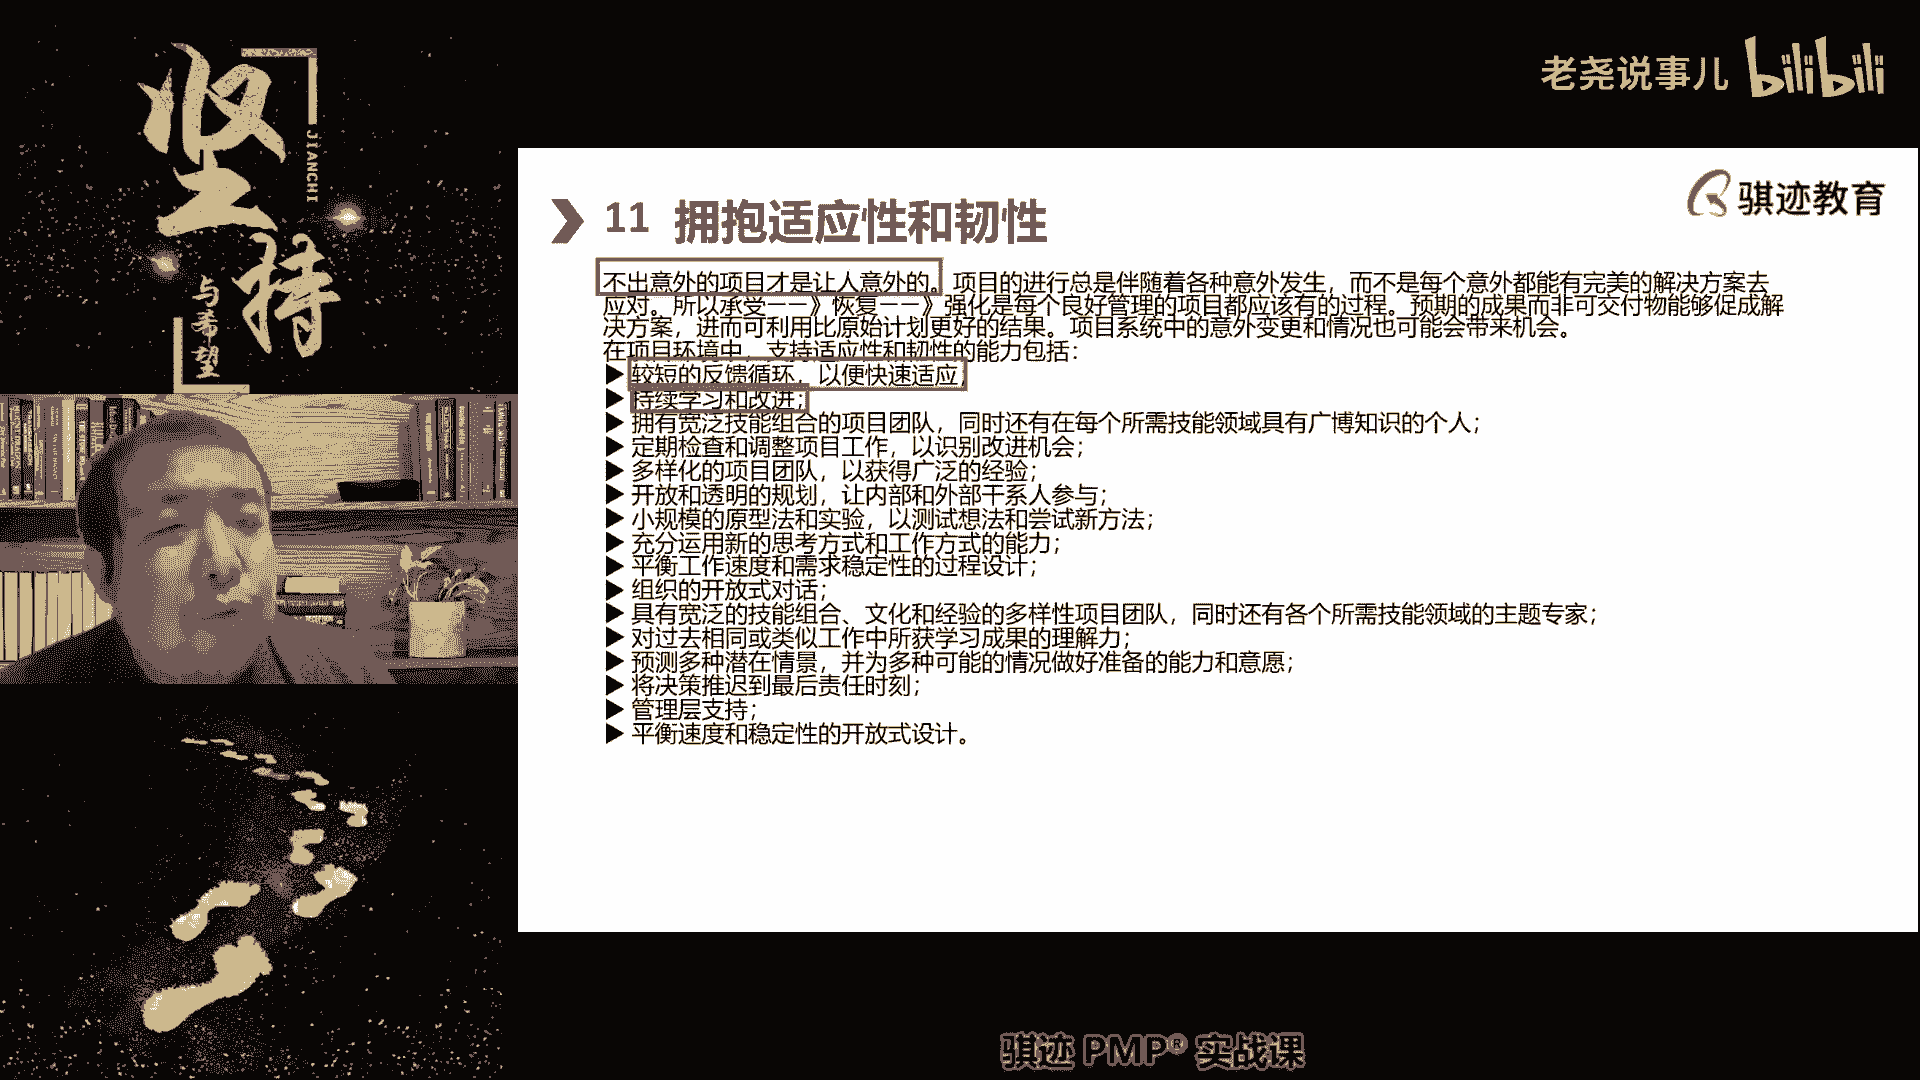 坚持
JIANCHI
与希望
老尧说事儿 bilibili
骐迹教育
11 拥抱适应性和韧性
不出意外的项目才是让人意外的。项目的进行总是伴随着各种意外发生，而不是每个意外都能有完美的解决方案去
应对。所以承受——》恢复——》强化是每个良好管理的项目都应该有的过程。预期的成果而非可交付物能够促成解
决方案，进而可利用比原始计划更好的结果。项目系统中的意外变更和情况也可能会带来机会。
在项目环境中，支持适应性和韧性的能力包括：
▶ 较短的反馈循环，以便快速适应；
▶ 持续学习和改进；
▶ 拥有宽泛技能组合的项目团队，同时还有在每个所需技能领域具有广博知识的个人；
▶ 定期检查和调整项目工作，以识别改进机会；
▶ 多样化的项目团队，以获得广泛的经验；
▶ 开放和透明的规划，让内部和外部干系人参与；
▶ 小规模的原型法和实验，以测试想法和尝试新方法；
▶ 充分运用新的思考方式和工作方式的能力；
▶ 平衡工作速度和需求稳定性的过程设计；
▶ 组织的开放式对话；
▶ 具有宽泛的技能组合、文化和经验的多样性项目团队，同时还有各个所需技能领域的主题专家；
▶ 对过去相同或类似工作中所获学习成果的理解力；
▶ 预测多种潜在情景，并为多种可能的情况做好准备的能力和意愿；
▶ 将决策推迟到最后责任时刻；
▶ 管理层支持；
▶ 平衡速度和稳定性的开放式设计。
骐迹 PMP® 实战课